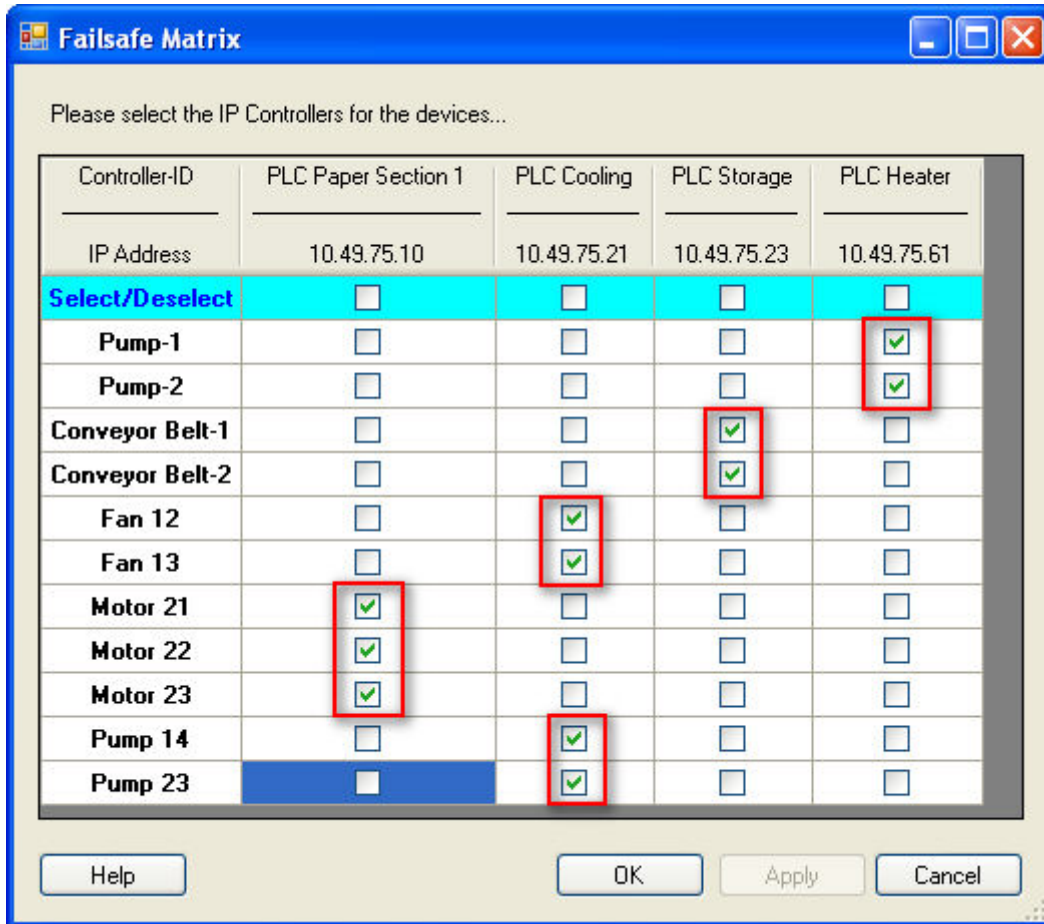 Failsafe Matrix
Please select the IP Controllers for the devices...
Controller-ID PLC Paper Section 1 PLC Cooling PLC Storage PLC Heater
IP Address 10.49.75.10 10.49.75.21 10.49.75.23 10.49.75.61
Select/Deselect
Pump-1
Pump-2
Conveyor Belt-1
Conveyor Belt-2
Fan 12
Fan 13
Motor 21
Motor 22
Motor 23
Pump 14
Pump 23
Help OK Apply Cancel